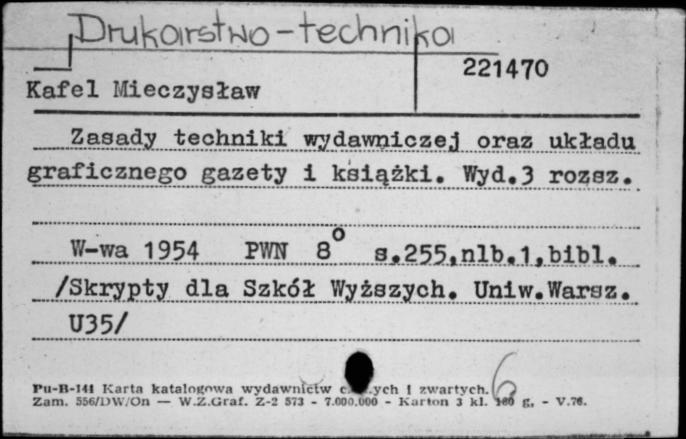 Drukarstwo-technika
221470
Kafel Mieczysław
Zasady techniki wydawniczej oraz układu
graficznego gazety i książki. Wyd.3 rozsz.
W-wa 1954 PWN 8° s.255,nlb.1,bibl.
/Skrypty dla Szkół Wyższych. Uniw.Warsz.
U35/
Pu-B-141 Karta katalogowa wydawnictw ych i zwartych.
Zam. 556/DW/On — W.Z.Graf. Z-2 573 - 7.000.000 - Karton 3 kl. g. - V.76.